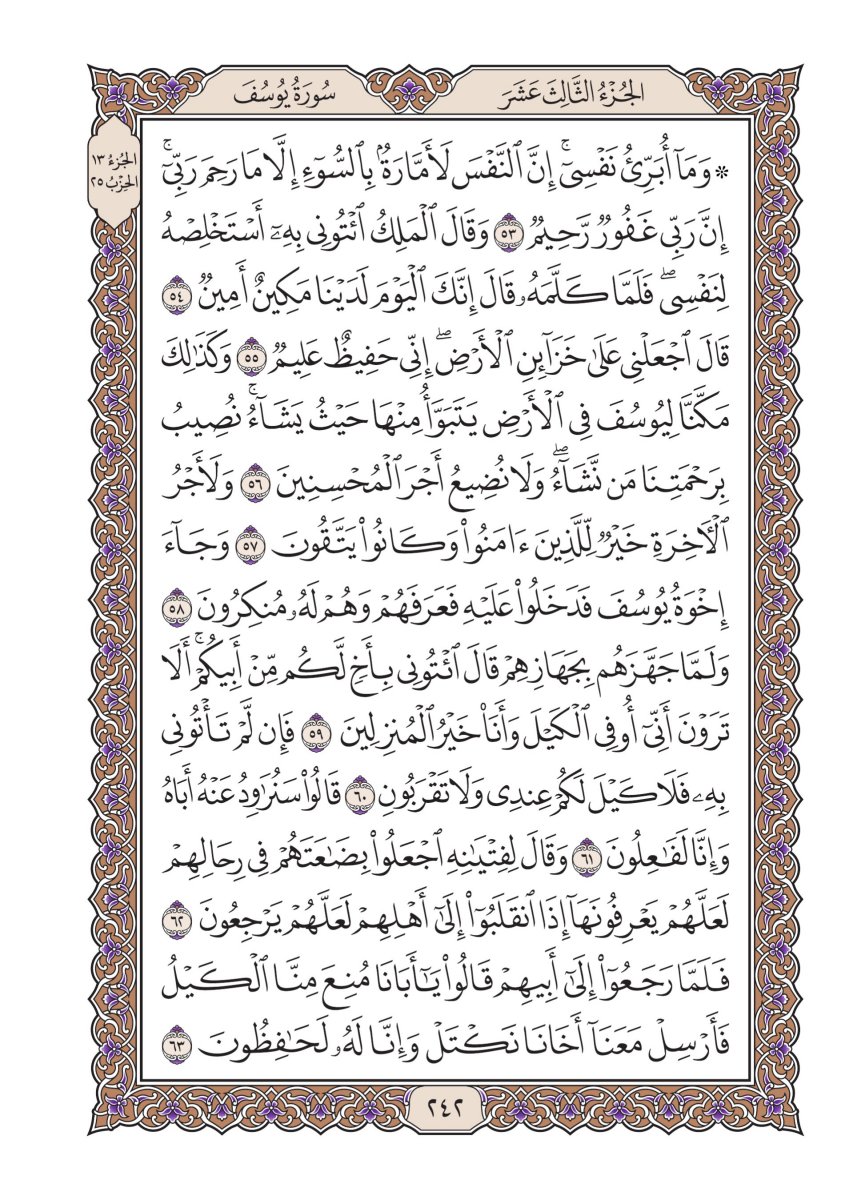 الجُزْءُ الثَّالِثَ عَشَرَ
سُورَةُ يُوسُفَ
الجُزءُ ١٣
الحِزْبُ ٢٥
۞ وَمَآ أُبَرِّئُ نَفْسِيٓۚ إِنَّ ٱلنَّفْسَ لَأَمَّارَةُۢ بِٱلسُّوٓءِ إِلَّا مَا رَحِمَ رَبِّيٓۚ
إِنَّ رَبِّي غَفُورٞ رَّحِيمٞ ٥٣ وَقَالَ ٱلْمَلِكُ ٱئْتُونِي بِهِۦٓ أَسْتَخْلِصْهُ
لِنَفْسِيۖ فَلَمَّا كَلَّمَهُۥ قَالَ إِنَّكَ ٱلْيَوْمَ لَدَيْنَا مَكِينٌ أَمِينٞ ٥٤
قَالَ ٱجْعَلْنِي عَلَىٰ خَزَآئِنِ ٱلْأَرْضِۖ إِنِّي حَفِيظٌ عَلِيمٞ ٥٥ وَكَذَٰلِكَ
مَكَّنَّا لِيُوسُفَ فِي ٱلْأَرْضِ يَتَبَوَّأُ مِنْهَا حَيْثُ يَشَآءُۚ نُصِيبُ
بِرَحْمَتِنَا مَن نَّشَآءُۖ وَلَا نُضِيعُ أَجْرَ ٱلْمُحْسِنِينَ ٥٦ وَلَأَجْرُ
ٱلْأٓخِرَةِ خَيْرٞ لِّلَّذِينَ ءَامَنُواْ وَكَانُواْ يَتَّقُونَ ٥٧ وَجَآءَ
إِخْوَةُ يُوسُفَ فَدَخَلُواْ عَلَيْهِ فَعَرَفَهُمْ وَهُمْ لَهُۥ مُنكِرُونَ ٥٨
وَلَمَّا جَهَّزَهُم بِجَهَازِهِمْ قَالَ ٱئْتُونِي بِأَخٖ لَّكُم مِّنْ أَبِيكُمْۚ أَلَا
تَرَوْنَ أَنِّيٓ أُوفِي ٱلْكَيْلَ وَأَنَا۠ خَيْرُ ٱلْمُنزِلِينَ ٥٩ فَإِن لَّمْ تَأْتُونِي
بِهِۦ فَلَا كَيْلَ لَكُمْ عِندِي وَلَا تَقْرَبُونِ ٦٠ قَالُواْ سَنُرَٰوِدُ عَنْهُ أَبَاهُ
وَإِنَّا لَفَٰعِلُونَ ٦١ وَقَالَ لِفِتْيَٰنِهِ ٱجْعَلُواْ بِضَٰعَتَهُمْ فِي رِحَالِهِمْ
لَعَلَّهُمْ يَعْرِفُونَهَآ إِذَا ٱنقَلَبُوٓاْ إِلَىٰٓ أَهْلِهِمْ لَعَلَّهُمْ يَرْجِعُونَ ٦٢
فَلَمَّا رَجَعُوٓاْ إِلَىٰٓ أَبِيهِمْ قَالُواْ يَٰٓأَبَانَا مُنِعَ مِنَّا ٱلْكَيْلُ
فَأَرْسِلْ مَعَنَآ أَخَانَا نَكْتَلْ وَإِنَّا لَهُۥ لَحَٰفِظُونَ ٦٣
٢٤٢